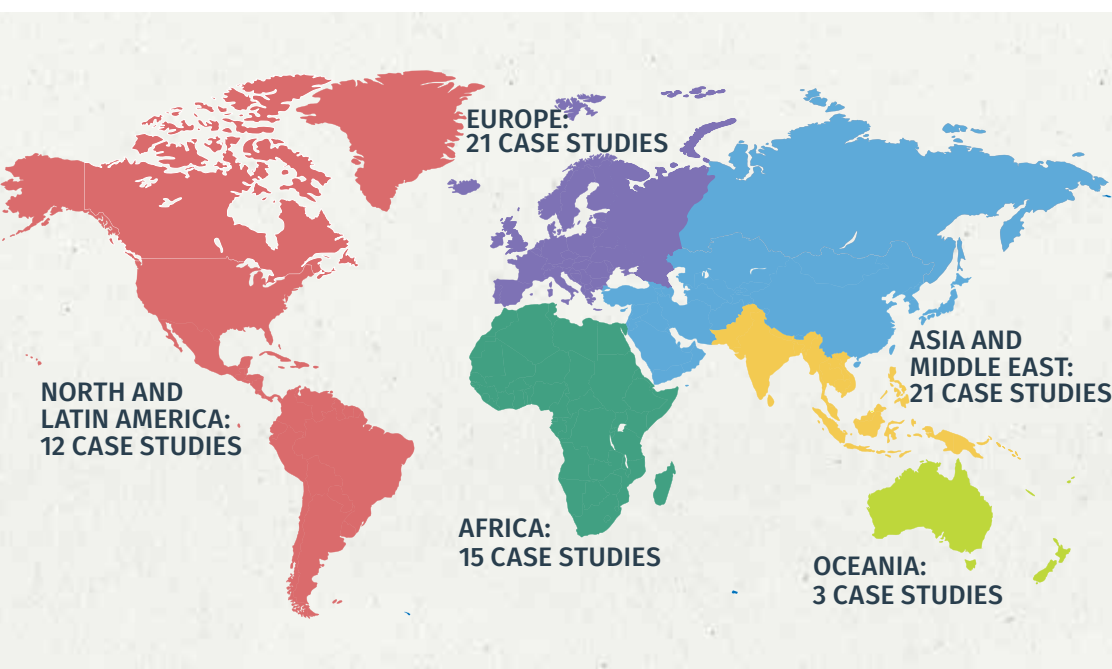 EUROPE:
21 CASE STUDIES
ASIA AND
MIDDLE EAST:
21 CASE STUDIES
NORTH AND
LATIN AMERICA:
12 CASE STUDIES
AFRICA:
15 CASE STUDIES
OCEANIA:
3 CASE STUDIES